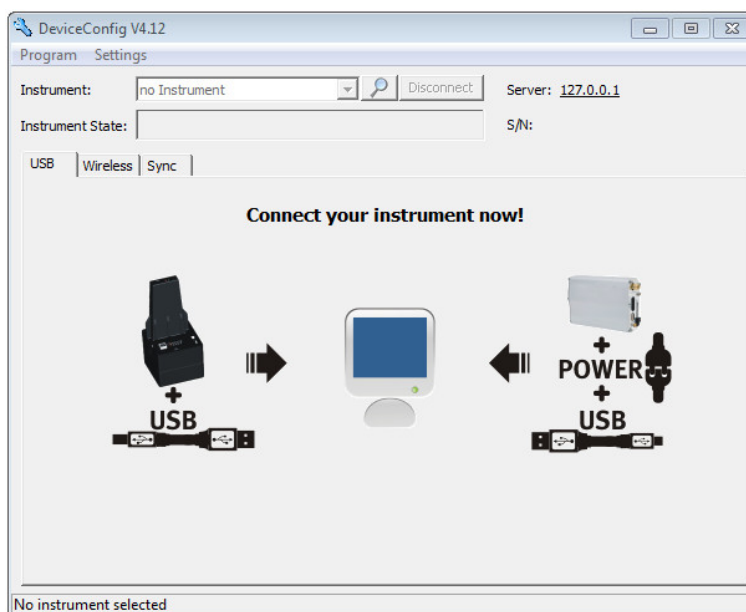 DeviceConfig V4.12
Program Settings
Instrument: no Instrument Disconnect Server: 127.0.0.1
Instrument State: S/N:
USB Wireless Sync
Connect your instrument now!
+
USB
+
POWER
+
USB
No instrument selected